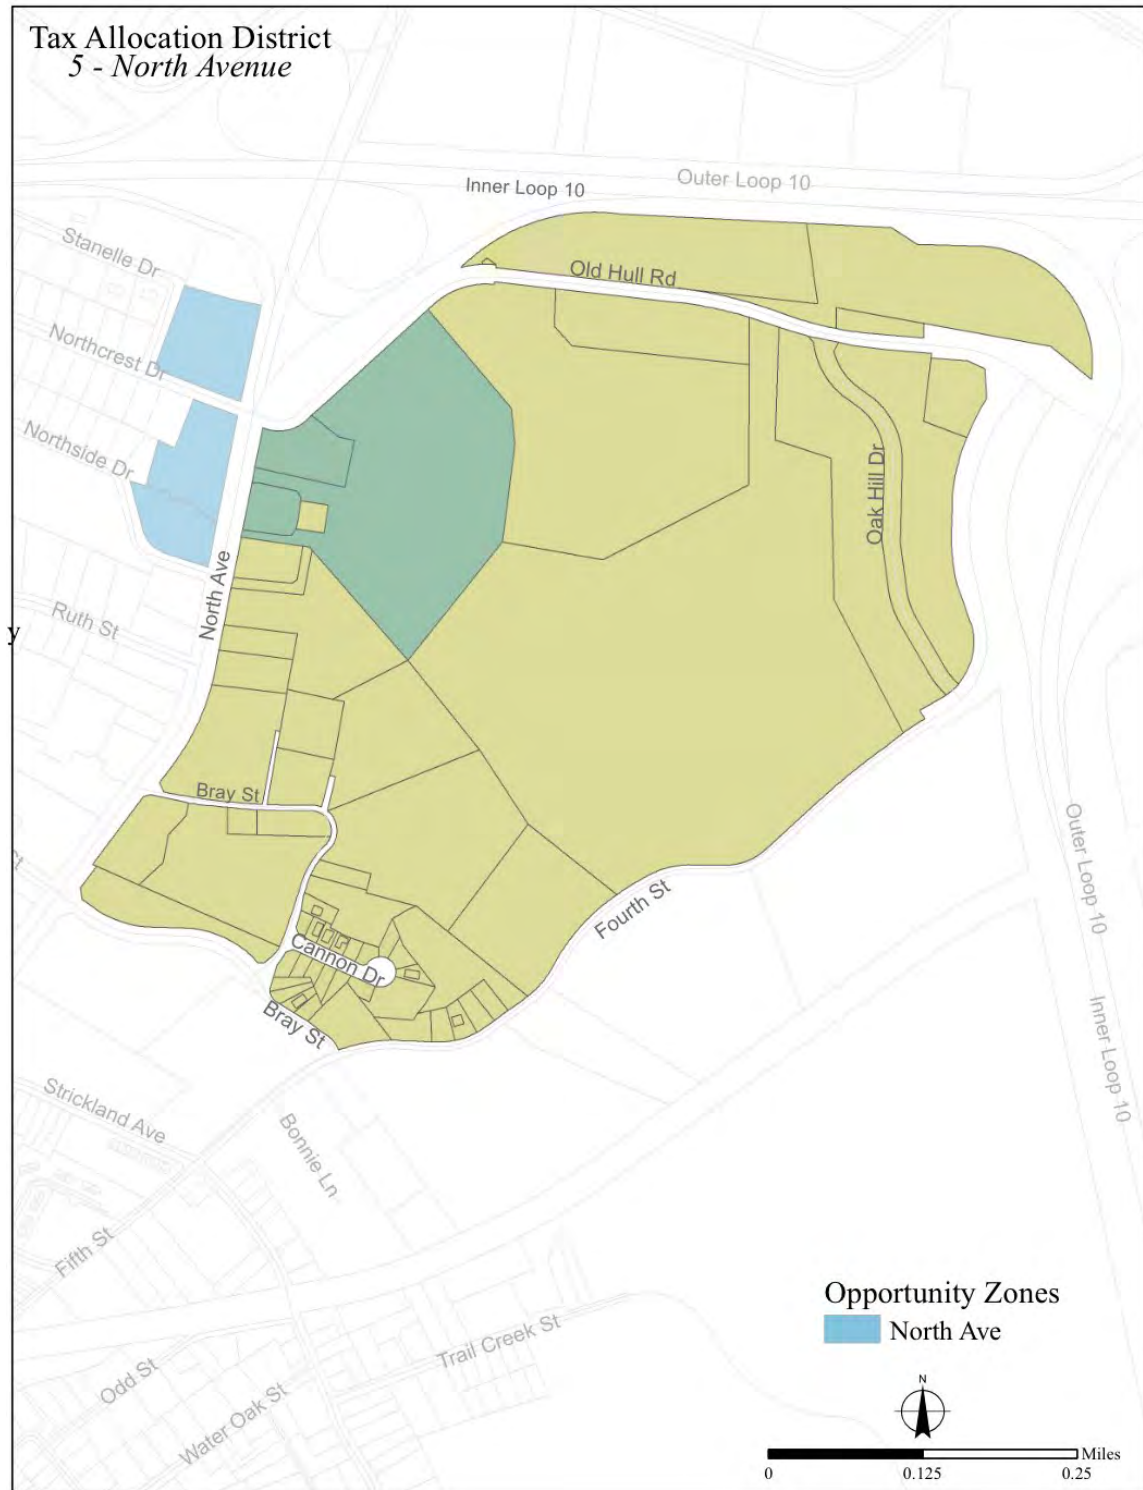 Tax Allocation District
5 - North Avenue
Inner Loop 10
Outer Loop 10
Stanelle Dr
Old Hull Rd
Northcrest Dr
Northside Dr
Oak Hill Dr
North Ave
Ruth St
y
Bray St
St
Outer Loop 10
Fourth St
Cannon Dr
Bray St
Inner Loop 10
Strickland Ave
Bonnie Ln
Fifth St
Opportunity Zones
North Ave
Trail Creek St
Odd St
Water Oak St
N
Miles
0
0.125
0.25